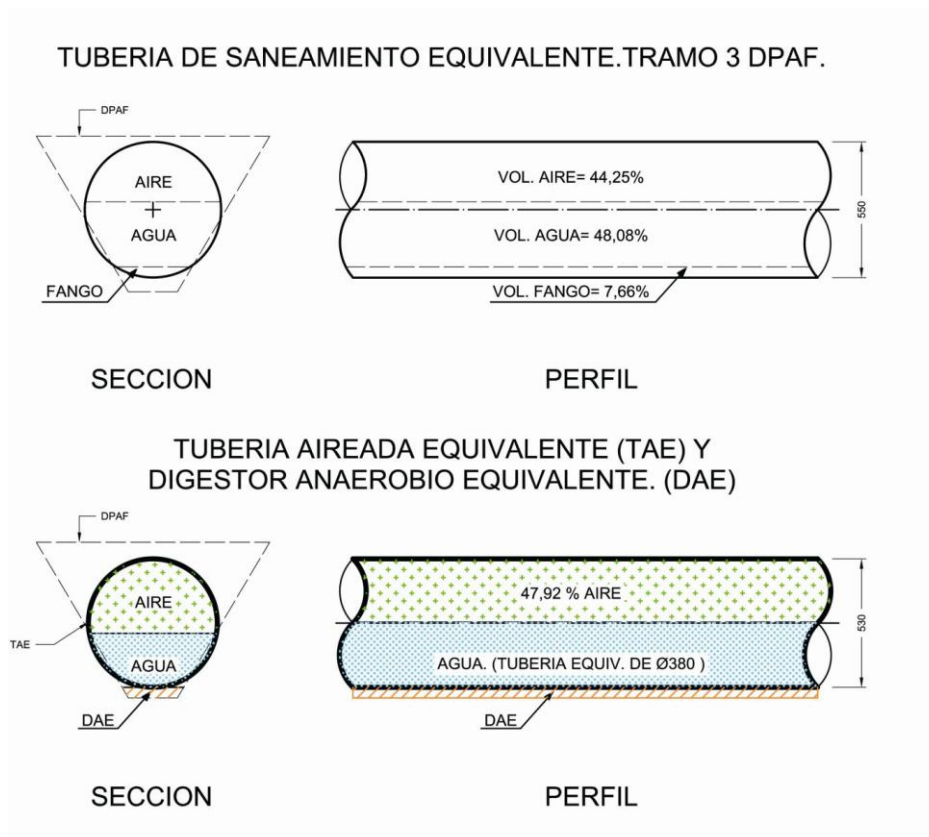 TUBERIA DE SANEAMIENTO EQUIVALENTE.TRAMO 3 DPAF.
DPAF
AIRE
AGUA
FANGO
VOL. AIRE= 44,25%
VOL. AGUA= 48,08%
VOL. FANGO= 7,66%
550
SECCION
PERFIL
TUBERIA AIREADA EQUIVALENTE (TAE) Y
DIGESTOR ANAEROBIO EQUIVALENTE. (DAE)
DPAF
AIRE
TAE
AGUA
DAE
47,92 % AIRE
AGUA. (TUBERIA EQUIV. DE Ø380 )
DAE
530
SECCION
PERFIL